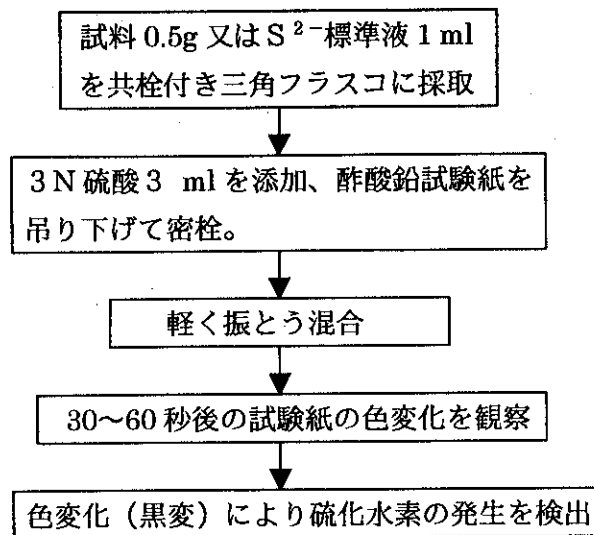 試料 0.5g 又は S²⁻標準液 1 ml
を共栓付き三角フラスコに採取
3 N 硫酸 3 ml を添加、酢酸鉛試験紙を
吊り下げて密栓。
軽く振とう混合
30～60 秒後の試験紙の色変化を観察
色変化（黒変）により硫化水素の発生を検出